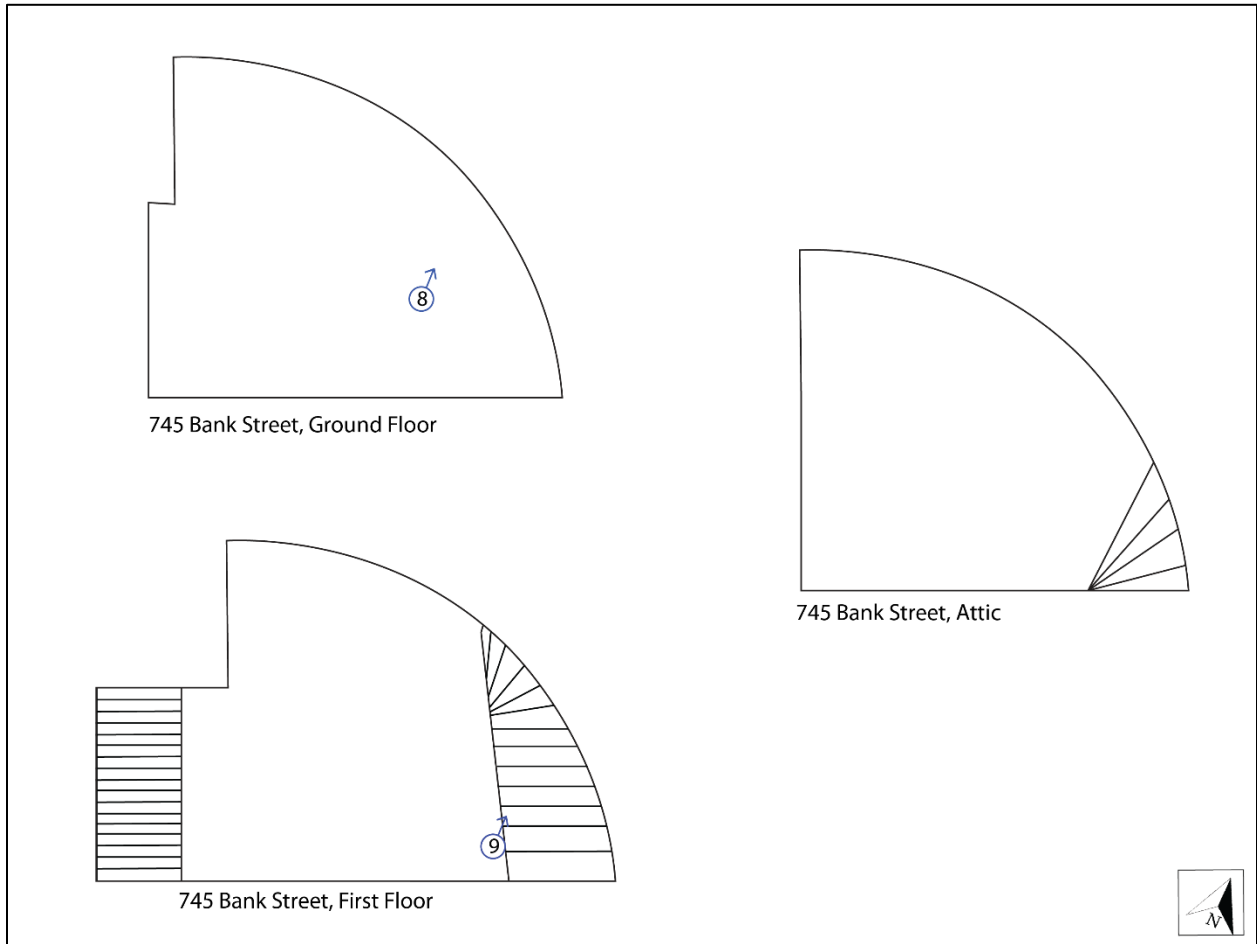 8
745 Bank Street, Ground Floor
745 Bank Street, Attic
9
745 Bank Street, First Floor
N